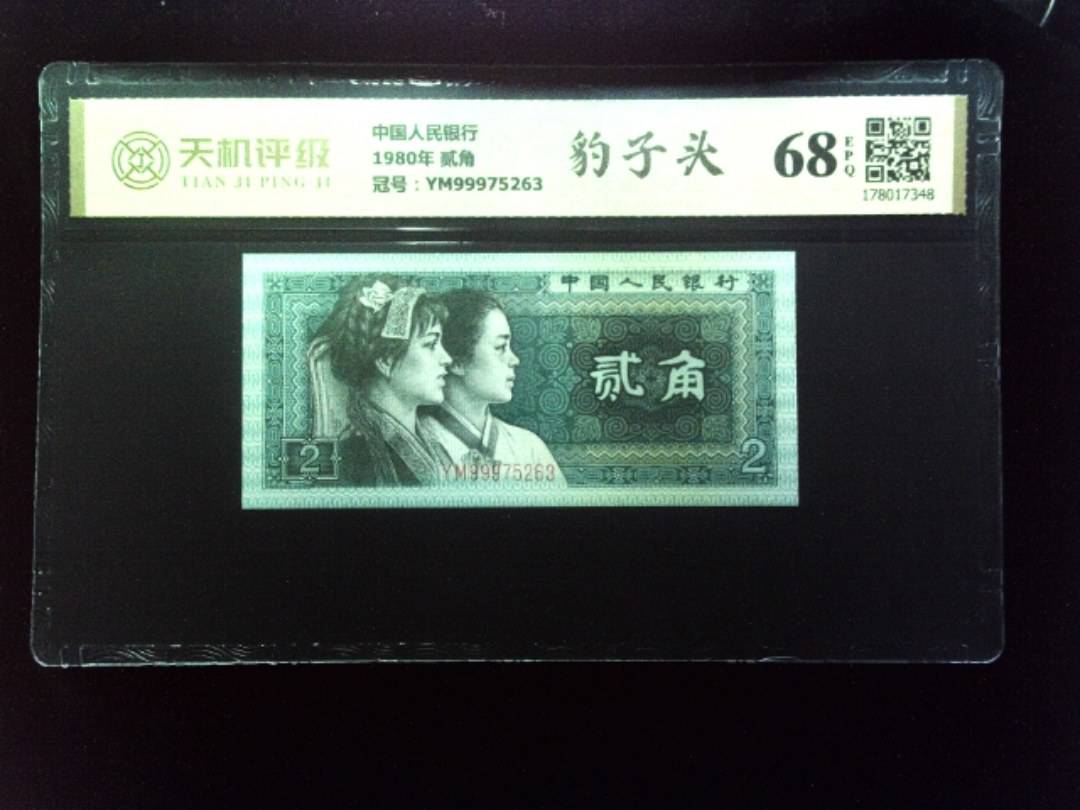 天机评级
TIAN JI PING JI
中国人民银行
1980年 贰角
冠号：YM99975263
豹子头
68
EPQ
178017348
中国人民银行
贰角
2
2
YM99975263